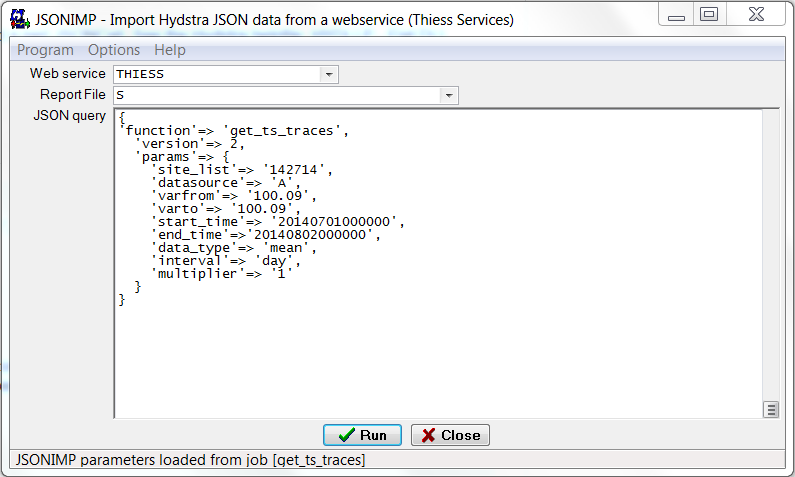 JSONIMP - Import Hydstra JSON data from a webservice (Thiess Services)
Program Options Help
Web service THIESS
Report File S
JSON query
{
'function'=> 'get_ts_traces',
  'version'=> 2,
  'params'=> {
    'site_list'=> '142714',
    'datasource'=> 'A',
    'varfrom'=> '100.09',
    'varto'=> '100.09',
    'start_time'=> '20140701000000',
    'end_time'=>'20140802000000',
    'data_type'=> 'mean',
    'interval'=> 'day',
    'multiplier'=> '1'
  }
}
Run Close
JSONIMP parameters loaded from job [get_ts_traces]